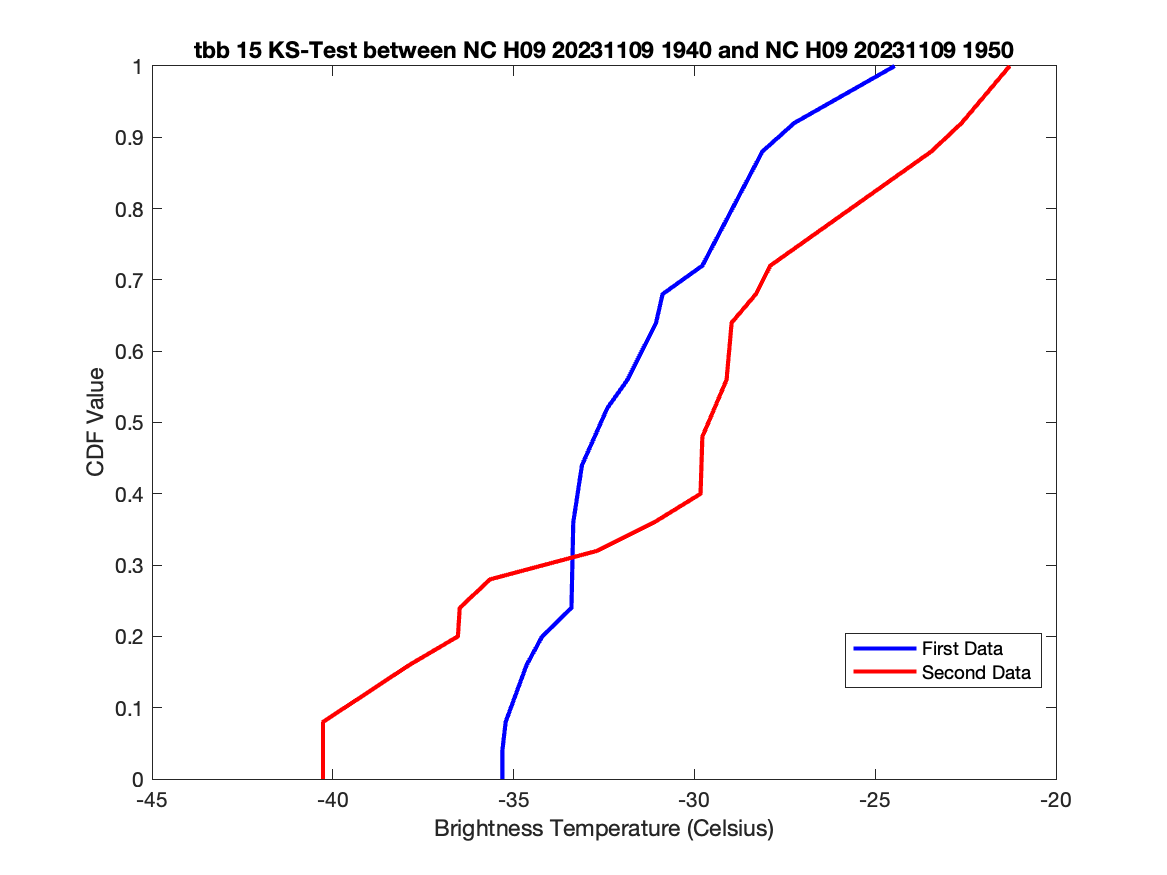 tbb 15 KS-Test between NC H09 20231109 1940 and NC H09 20231109 1950
1
0.9
0.8
0.7
0.6
0.5
0.4
0.3
0.2
0.1
0
CDF Value
First Data
Second Data
-45 -40 -35 -30 -25 -20
Brightness Temperature (Celsius)